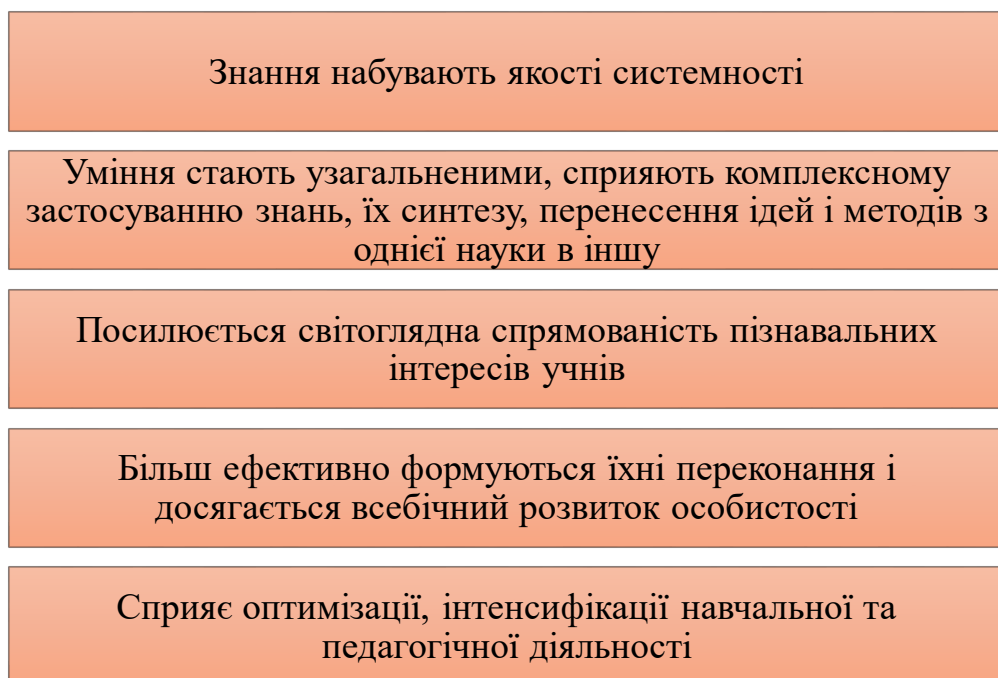 Знання набувають якості системності
Уміння стають узагальненими, сприяють комплексному
застосуванню знань, їх синтезу, перенесення ідей і методів з
однієї науки в іншу
Посилюється світоглядна спрямованість пізнавальних
інтересів учнів
Більш ефективно формуються їхні переконання і
досягається всебічний розвиток особистості
Сприяє оптимізації, інтенсифікації навчальної та
педагогічної діяльності